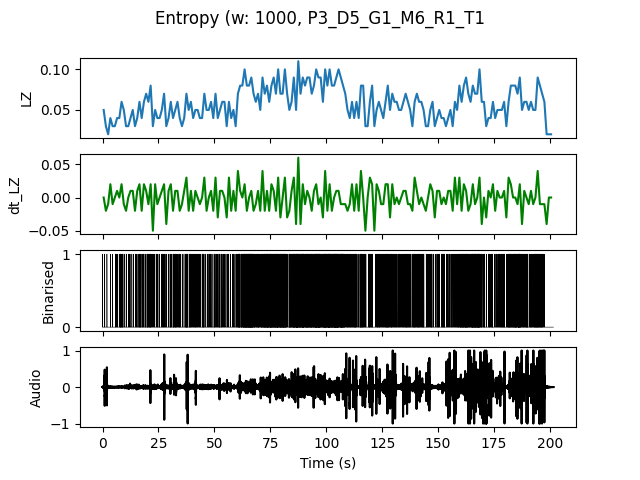 Entropy (w: 1000, P3_D5_G1_M6_R1_T1
0.10
0.05
LZ
0.05
0.00
−0.05
dt_LZ
1
0
Binarised
1
0
−1
Audio
0 25 50 75 100 125 150 175 200
Time (s)